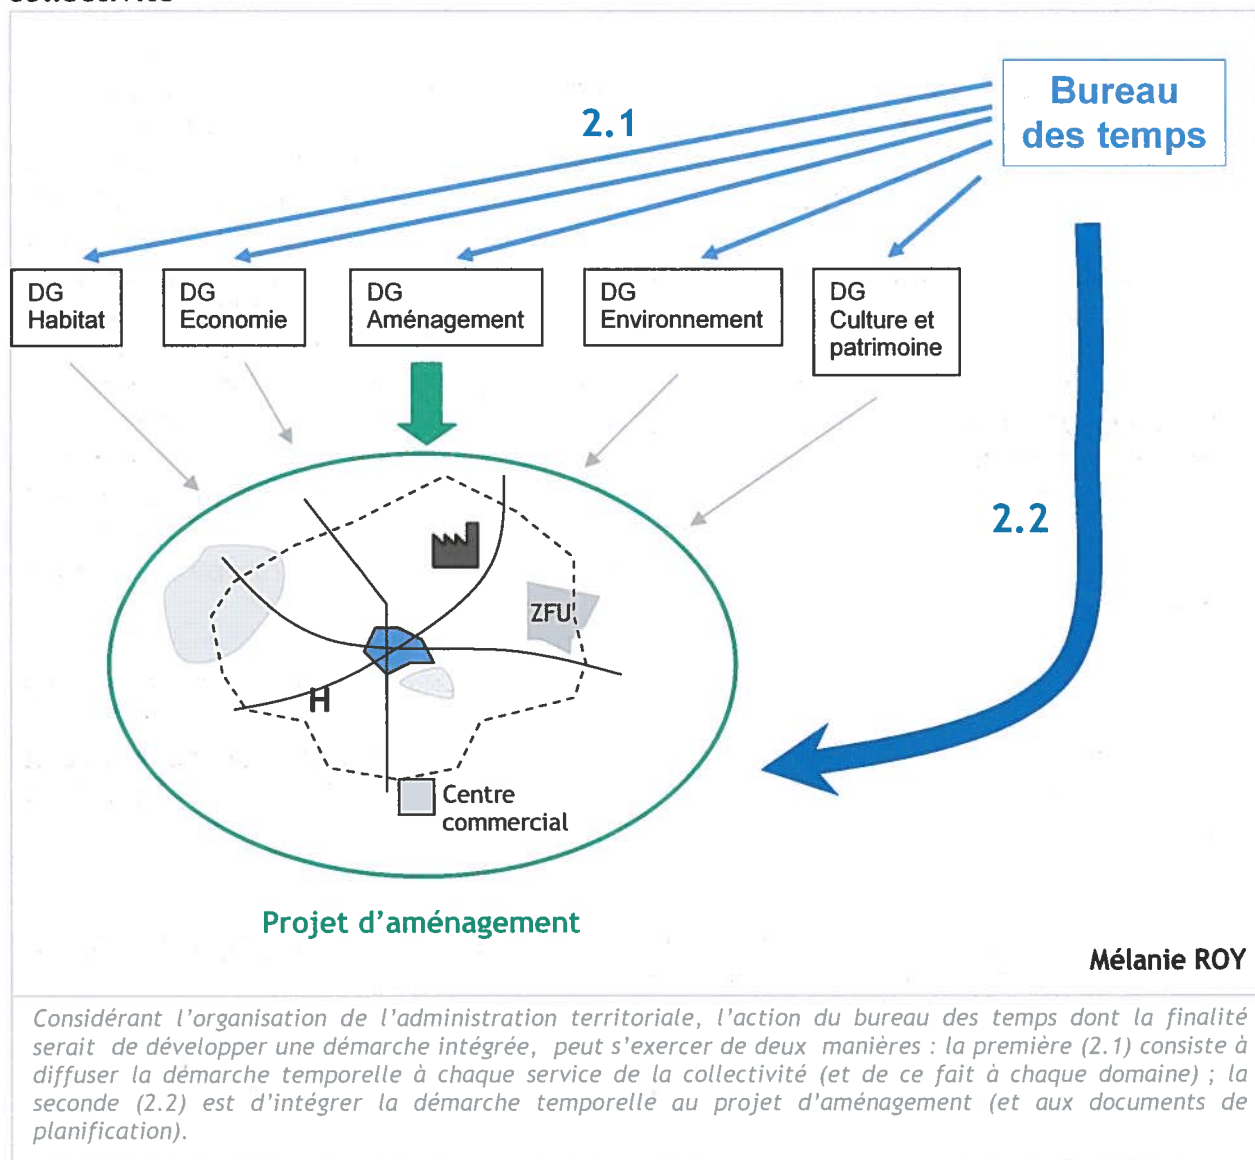 Bureau
des temps
2.1
DG
Habitat
DG
Economie
DG
Aménagement
DG
Environnement
DG
Culture et
patrimoine
2.2
ZFU
H
Centre
commercial
Projet d'aménagement
Mélanie ROY
Considérant l'organisation de l'administration territoriale, l'action du bureau des temps dont la finalité
serait de développer une démarche intégrée, peut s'exercer de deux manières : la première (2.1) consiste à
diffuser la démarche temporelle à chaque service de la collectivité (et de ce fait à chaque domaine) ; la
seconde (2.2) est d'intégrer la démarche temporelle au projet d'aménagement (et aux documents de
planification).